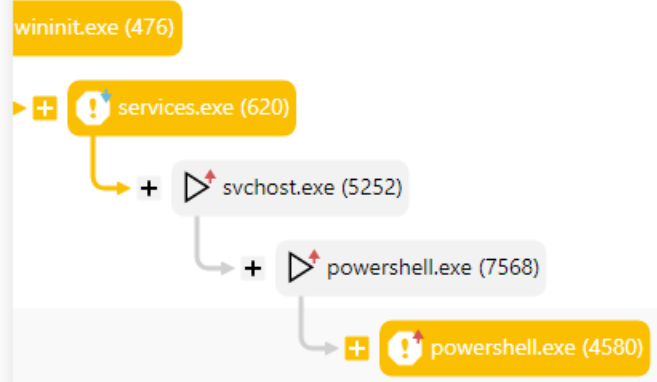 wininit.exe (476)
services.exe (620)
svchost.exe (5252)
powershell.exe (7568)
powershell.exe (4580)